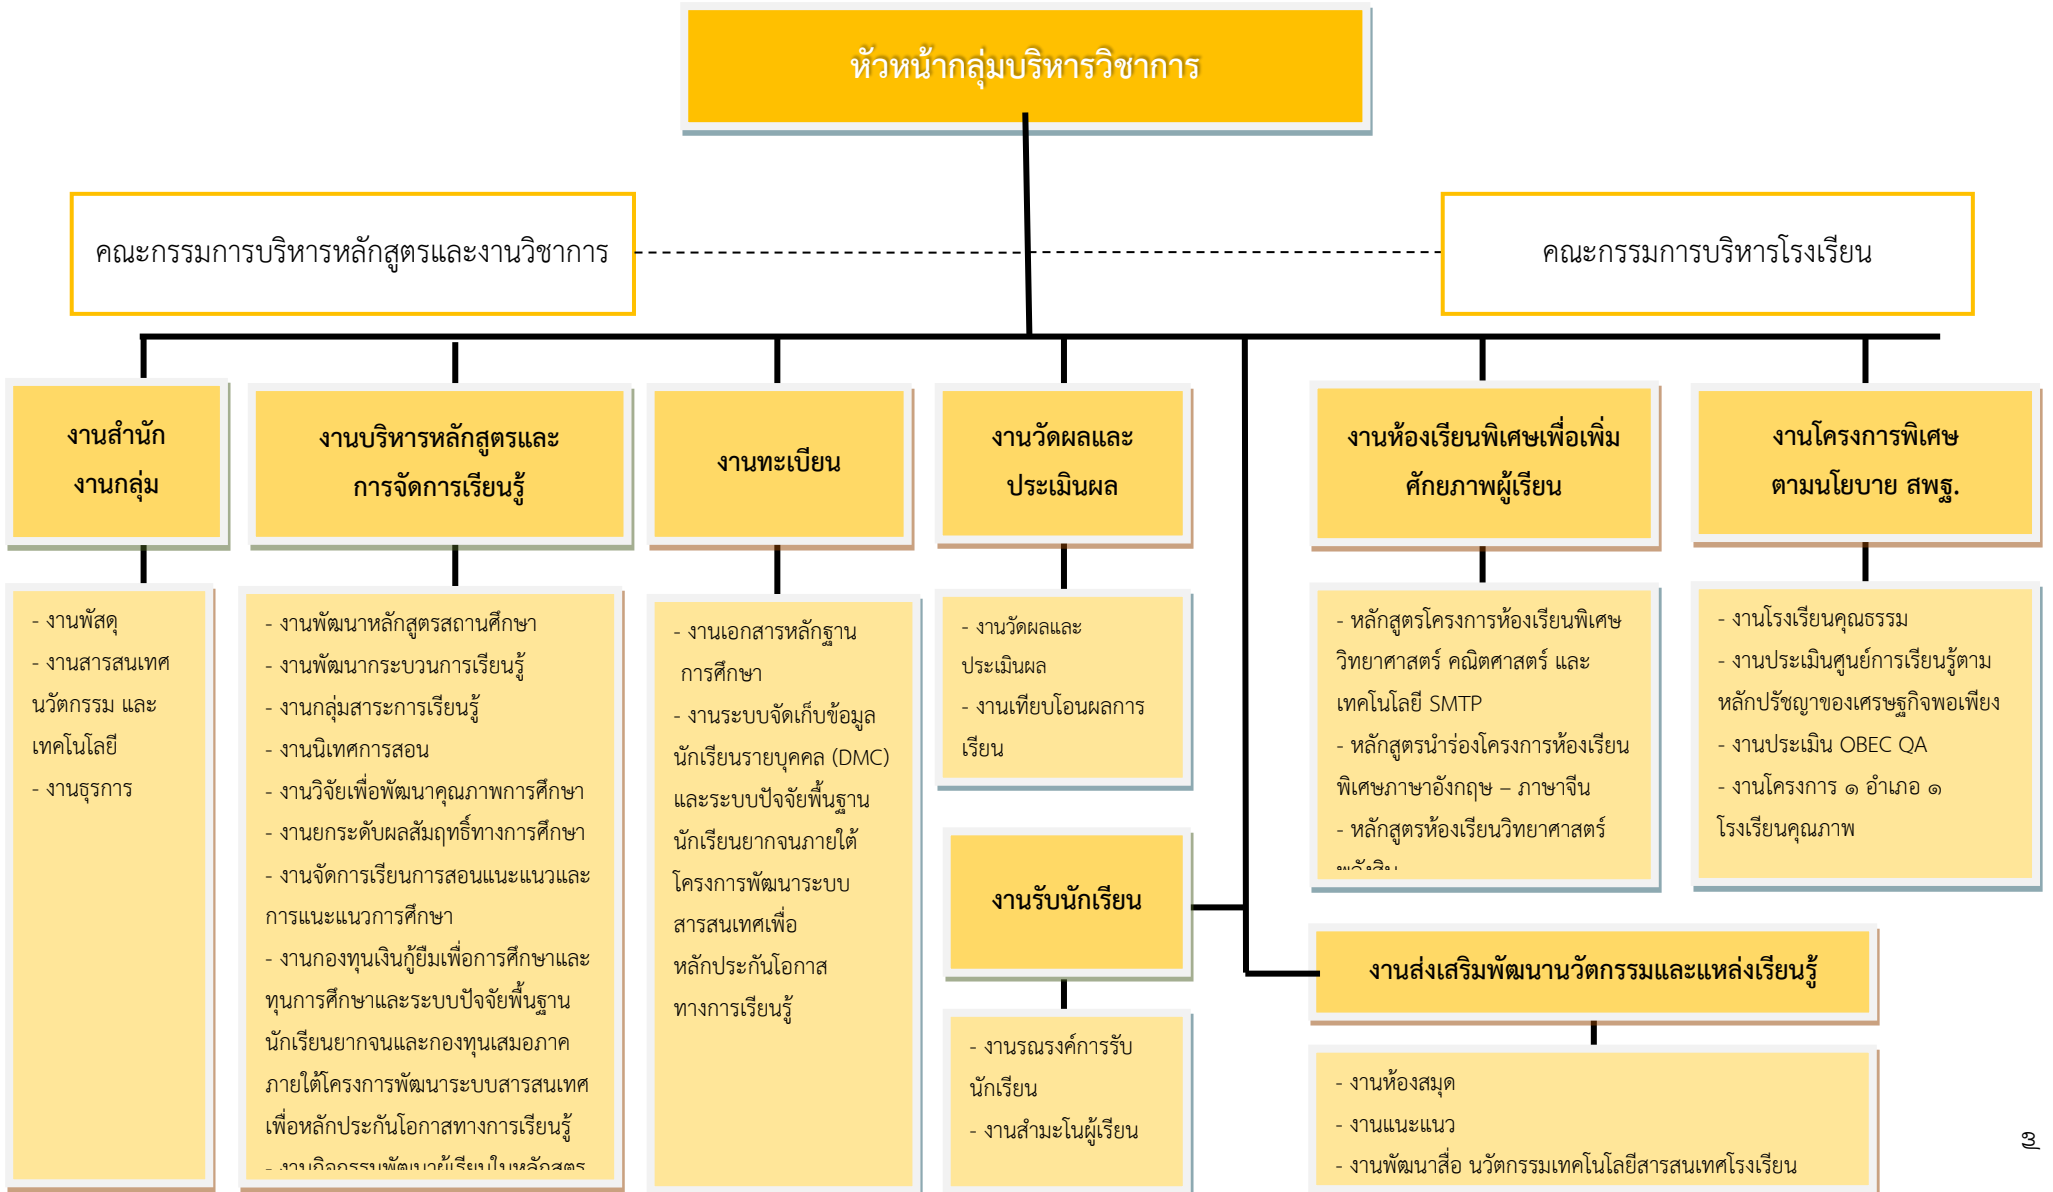 หัวหน้ากลุ่มบริหารวิชาการ
คณะกรรมการบริหารหลักสูตรและงานวิชาการ
คณะกรรมการบริหารโรงเรียน
งานสำนัก
งานกลุ่ม
งานบริหารหลักสูตรและ
การจัดการเรียนรู้
งานทะเบียน
งานวัดผลและ
ประเมินผล
งานห้องเรียนพิเศษเพื่อเพิ่ม
ศักยภาพผู้เรียน
งานโครงการพิเศษ
ตามนโยบาย สพฐ.
- งานพัสดุ
- งานสารสนเทศ
นวัตกรรม และ
เทคโนโลยี
- งานธุรการ
- งานพัฒนาหลักสูตรสถานศึกษา
- งานพัฒนากระบวนการเรียนรู้
- งานกลุ่มสาระการเรียนรู้
- งานนิเทศการสอน
- งานวิจัยเพื่อพัฒนาคุณภาพการศึกษา
- งานยกระดับผลสัมฤทธิ์ทางการศึกษา
- งานจัดการเรียนการสอนแนะแนวและ
การแนะแนวการศึกษา
- งานกองทุนเงินกู้ยืมเพื่อการศึกษาและ
ทุนการศึกษาและระบบปัจจัยพื้นฐาน
นักเรียนยากจนและกองทุนเสมอภาค
ภายใต้โครงการพัฒนาระบบสารสนเทศ
เพื่อหลักประกันโอกาสทางการเรียนรู้
- งานกิจกรรมพัฒนาผู้เรียนในหลักสูตร
- งานเอกสารหลักฐาน
การศึกษา
- งานระบบจัดเก็บข้อมูล
นักเรียนรายบุคคล (DMC)
และระบบปัจจัยพื้นฐาน
นักเรียนยากจนภายใต้
โครงการพัฒนาระบบ
สารสนเทศเพื่อ
หลักประกันโอกาส
ทางการเรียนรู้
- งานวัดผลและ
ประเมินผล
- งานเทียบโอนผลการ
เรียน
งานรับนักเรียน
- งานรณรงค์การรับ
นักเรียน
- งานสำมะโนผู้เรียน
- หลักสูตรโครงการห้องเรียนพิเศษ
วิทยาศาสตร์ คณิตศาสตร์ และ
เทคโนโลยี SMTP
- หลักสูตรนำร่องโครงการห้องเรียน
พิเศษภาษาอังกฤษ – ภาษาจีน
- หลักสูตรห้องเรียนวิทยาศาสตร์
- งานโรงเรียนคุณธรรม
- งานประเมินศูนย์การเรียนรู้ตาม
หลักปรัชญาของเศรษฐกิจพอเพียง
- งานประเมิน OBEC QA
- งานโครงการ ๑ อำเภอ ๑
โรงเรียนคุณภาพ
งานส่งเสริมพัฒนานวัตกรรมและแหล่งเรียนรู้
- งานห้องสมุด
- งานแนะแนว
- งานพัฒนาสื่อ นวัตกรรมเทคโนโลยีสารสนเทศโรงเรียน